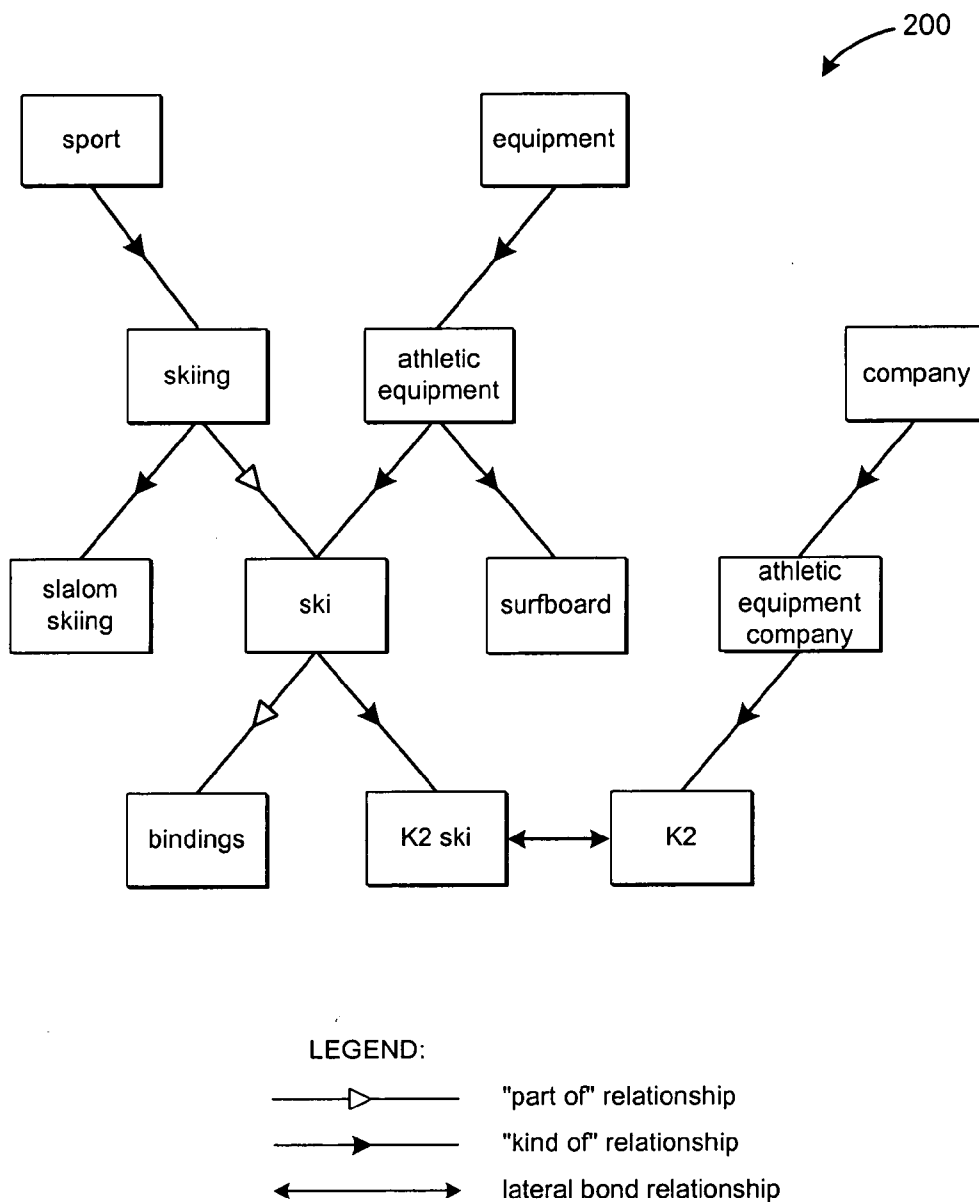 200
sport
equipment
skiing
athletic
equipment
company
slalom
skiing
ski
surfboard
athletic
equipment
company
bindings
K2 ski
K2
LEGEND:
"part of" relationship
"kind of" relationship
lateral bond relationship